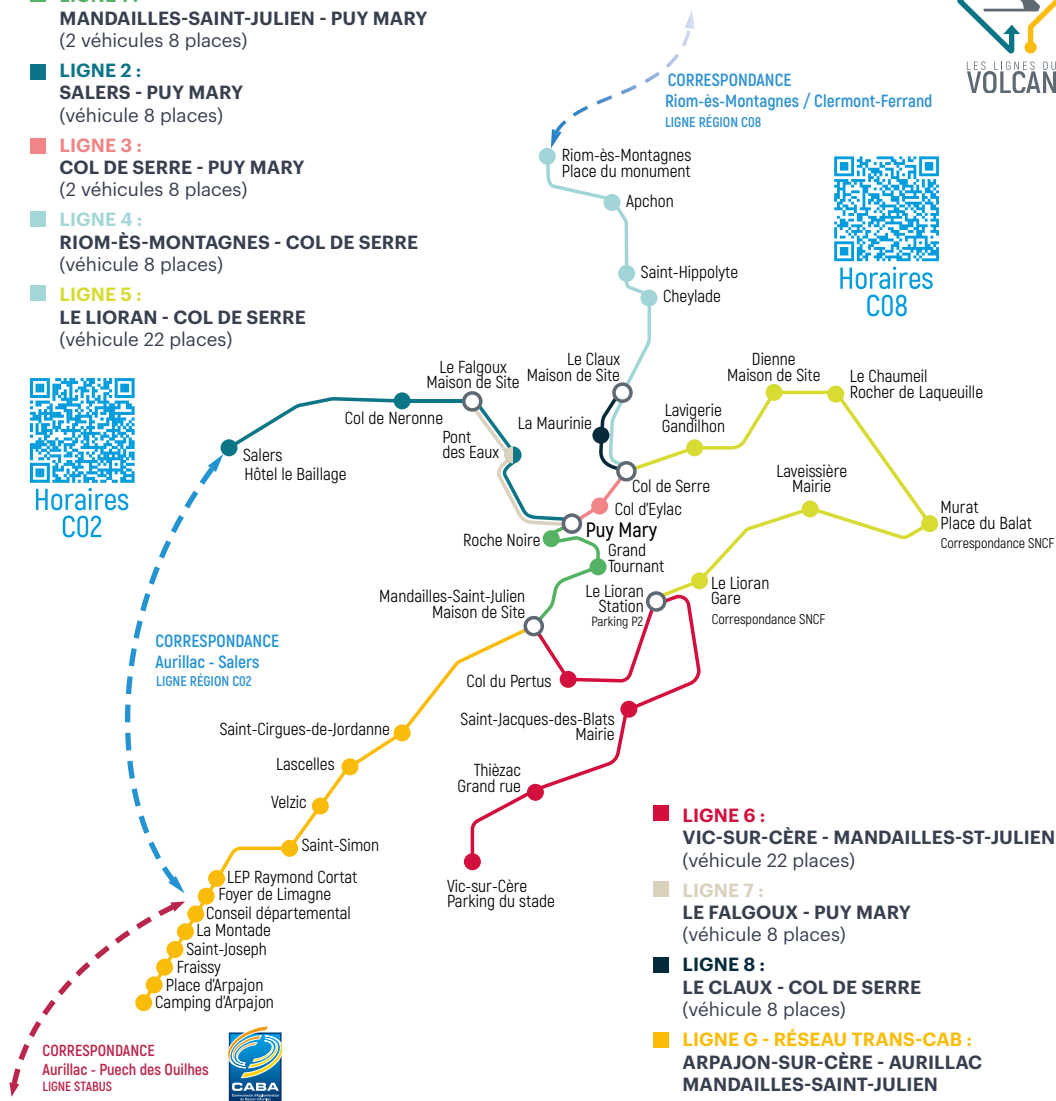 MANDAILLES-SAINT-JULIEN - PUY MARY
(2 véhicules 8 places)
LIGNE 2 :
SALERS - PUY MARY
(véhicule 8 places)
LIGNE 3 :
COL DE SERRE - PUY MARY
(2 véhicules 8 places)
LIGNE 4 :
RIOM-ÈS-MONTAGNES - COL DE SERRE
(véhicule 8 places)
LIGNE 5 :
LE LIORAN - COL DE SERRE
(véhicule 22 places)
Horaires
C02
LES LIGNES DU
VOLCAN
CORRESPONDANCE
Riom-ès-Montagnes / Clermont-Ferrand
LIGNE RÉGION C08
Horaires
C08
Riom-ès-Montagnes
Place du monument
Apchon
Saint-Hippolyte
Cheylade
Le Claux
Maison de Site
La Maurinie
Col de Serre
Col d'Eylac
Puy Mary
Le Falgoux
Maison de Site
Col de Neronne
Pont
des Eaux
Salers
Hôtel le Baillage
Lavigerie
Gandilhon
Dienne
Maison de Site
Le Chaumeil
Rocher de Laqueuille
Laveissière
Mairie
Murat
Place du Balat
Correspondance SNCF
Roche Noire
Grand
Tournant
Le Lioran
Station
Parking P2
Le Lioran
Gare
Correspondance SNCF
Mandailles-Saint-Julien
Maison de Site
Col du Pertus
CORRESPONDANCE
Aurillac - Salers
LIGNE RÉGION C02
Saint-Jacques-des-Blats
Mairie
Thièzac
Grand rue
Vic-sur-Cère
Parking du stade
Saint-Cirgues-de-Jordanne
Lascelles
Velzic
Saint-Simon
LEP Raymond Cortat
Foyer de Limagne
Conseil départemental
La Montade
Saint-Joseph
Fraissy
Place d'Arpajon
Camping d'Arpajon
CORRESPONDANCE
Aurillac - Puech des Ouilhes
LIGNE STABUS
CABA
LIGNE 6 :
VIC-SUR-CÈRE - MANDAILLES-ST-JULIEN
(véhicule 22 places)
LIGNE 7 :
LE FALGOUX - PUY MARY
(véhicule 8 places)
LIGNE 8 :
LE CLAUX - COL DE SERRE
(véhicule 8 places)
LIGNE G - RÉSEAU TRANS-CAB :
ARPAJON-SUR-CÈRE - AURILLAC
MANDAILLES-SAINT-JULIEN